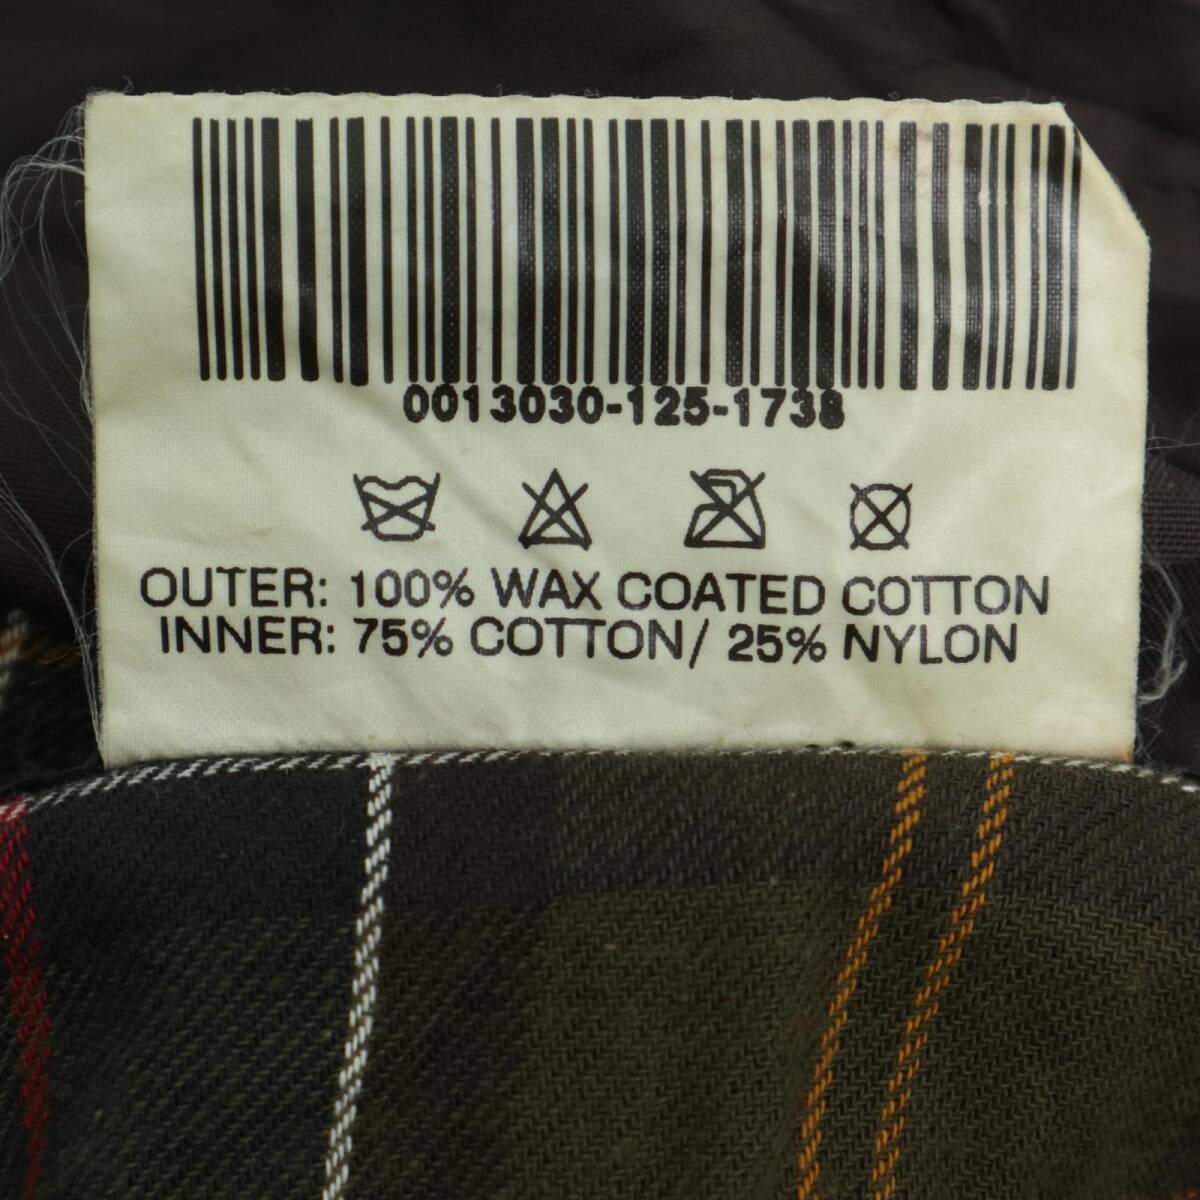 0013030-125-1738
OUTER: 100% WAX COATED COTTON
INNER: 75% COTTON/ 25% NYLON